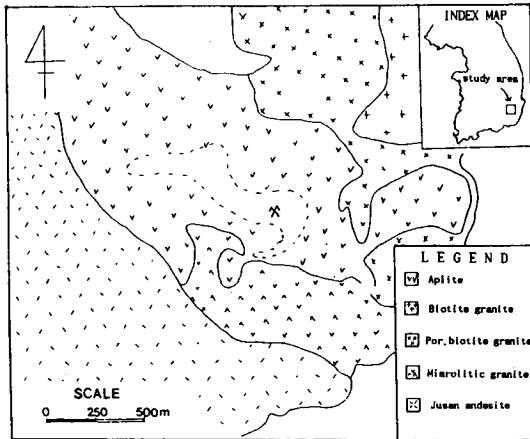 INDEX MAP
study area
LEGEND
Aplite
Biotite granite
Por. biotite granite
Miarolitic granite
Jusan andesite
SCALE
0 250 500m